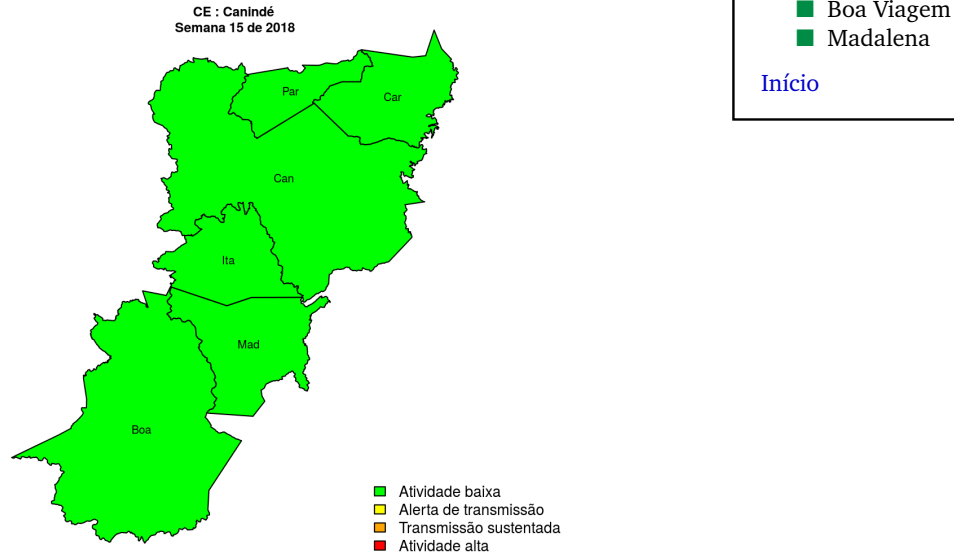 CE : Canindé
Semana 15 de 2018
Par
Car
Can
Ita
Mad
Boa
Atividade baixa
Alerta de transmissão
Transmissão sustentada
Atividade alta
Boa Viagem
Madalena
Início